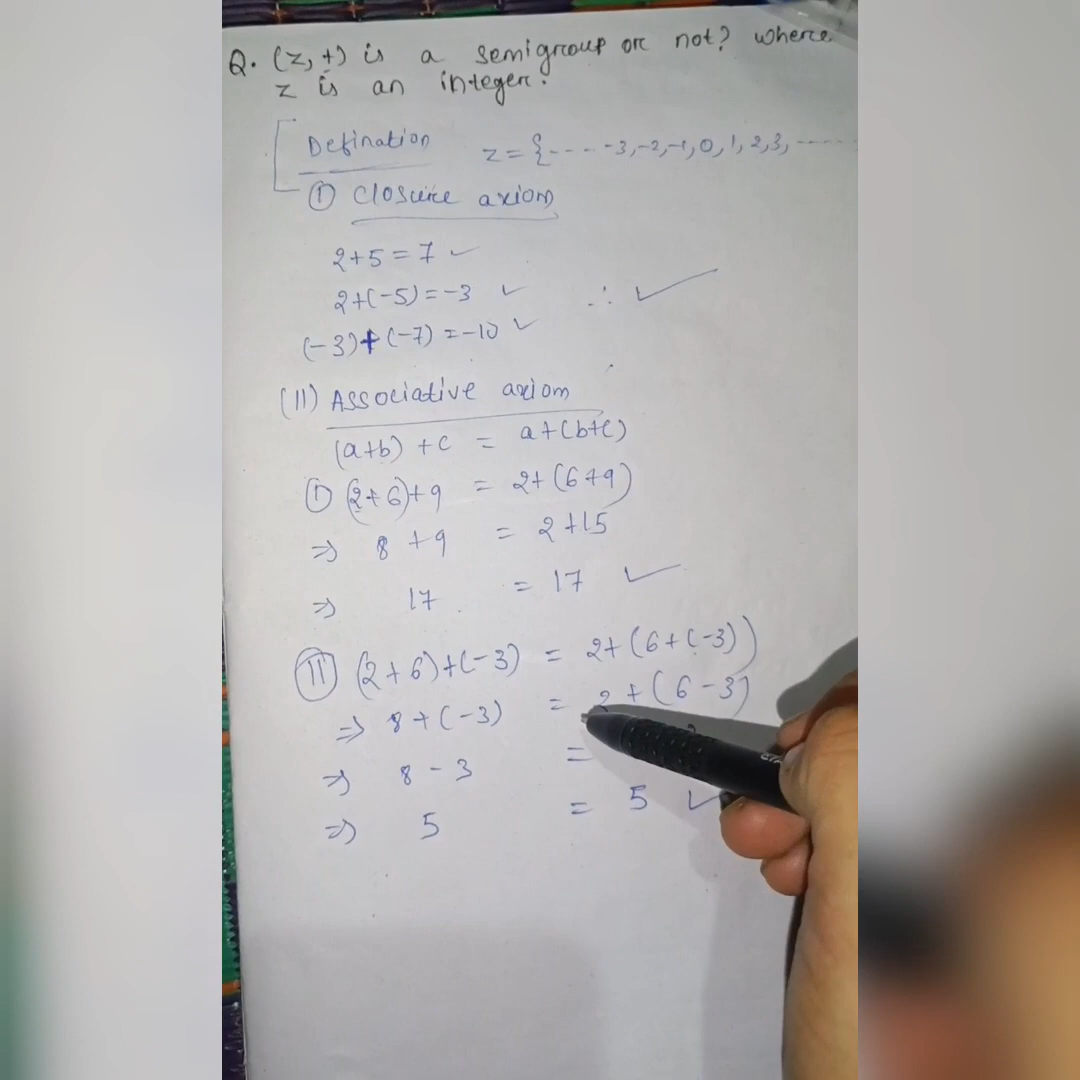 Q. (Z, +) is a semigroup or not? where
Z is an integer.
Defination Z = {---- -3, -2, -1, 0, 1, 2, 3, -----
(I) Closure axiom
2+5 = 7 ✓
2+(-5) = -3 ✓ ∴ ✓
(-3)+(-7) = -10 ✓
(II) Associative axiom
(a+b) + c = a+(b+c)
(I) (2+6)+9 = 2+(6+9)
⇒ 8 + 9 = 2+15
⇒ 17 = 17 ✓
(II) (2+6)+(-3) = 2+(6+(-3))
⇒ 8+(-3) = 2+(6-3)
⇒ 8 - 3 =
⇒ 5 = 5 ✓